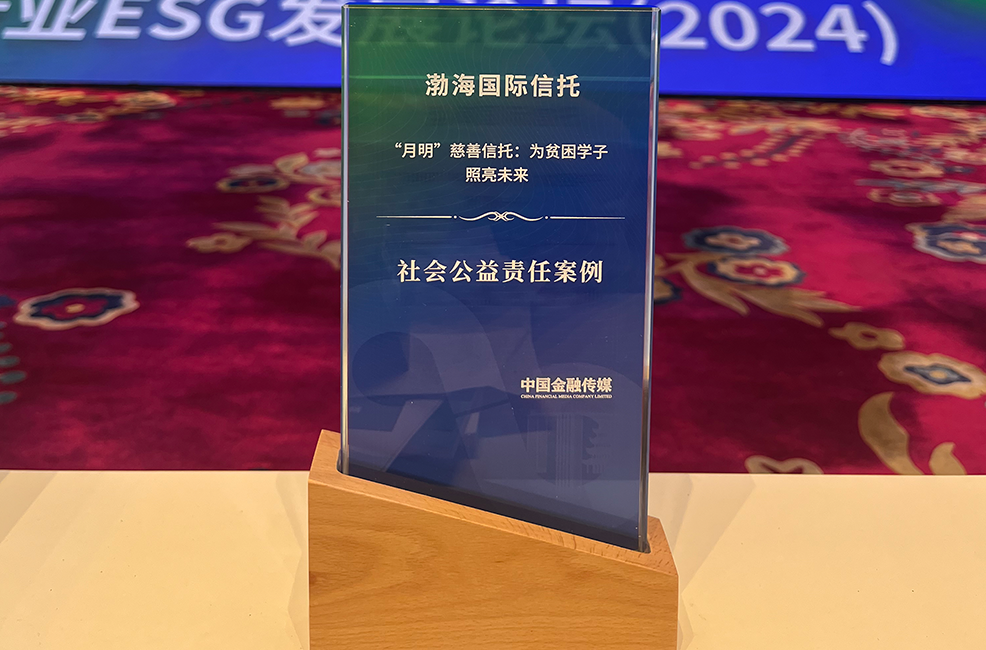 业ESG发展论坛(2024)
渤海国际信托
“月明”慈善信托：为贫困学子
照亮未来
社会公益责任案例
中国金融传媒
CHINA FINANCIAL MEDIA COMPANY LIMITED